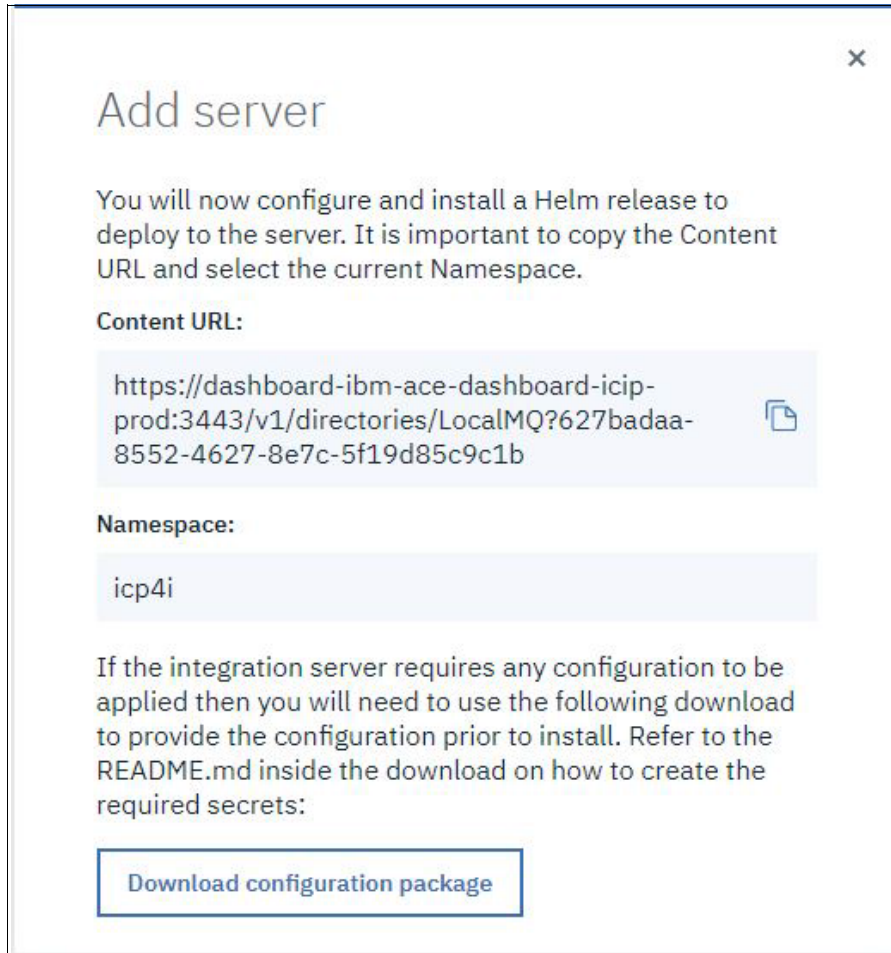 Add server
You will now configure and install a Helm release to
deploy to the server. It is important to copy the Content
URL and select the current Namespace.
Content URL:
https://dashboard-ibm-ace-dashboard-icip-
prod:3443/v1/directories/LocalMQ?627badaa-
8552-4627-8e7c-5f19d85c9c1b
Namespace:
icp4i
If the integration server requires any configuration to be
applied then you will need to use the following download
to provide the configuration prior to install. Refer to the
README.md inside the download on how to create the
required secrets:
Download configuration package